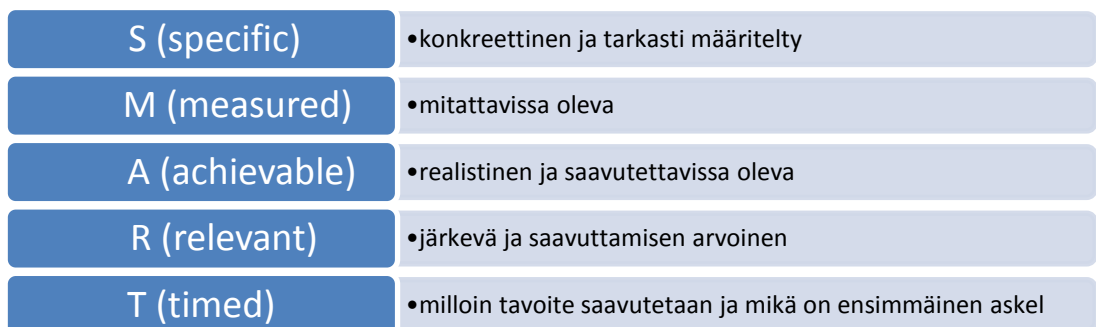 S (specific) •konkreettinen ja tarkasti määritelty
M (measured) •mitattavissa oleva
A (achievable) •realistinen ja saavutettavissa oleva
R (relevant) •järkevä ja saavuttamisen arvoinen
T (timed) •milloin tavoite saavutetaan ja mikä on ensimmäinen askel